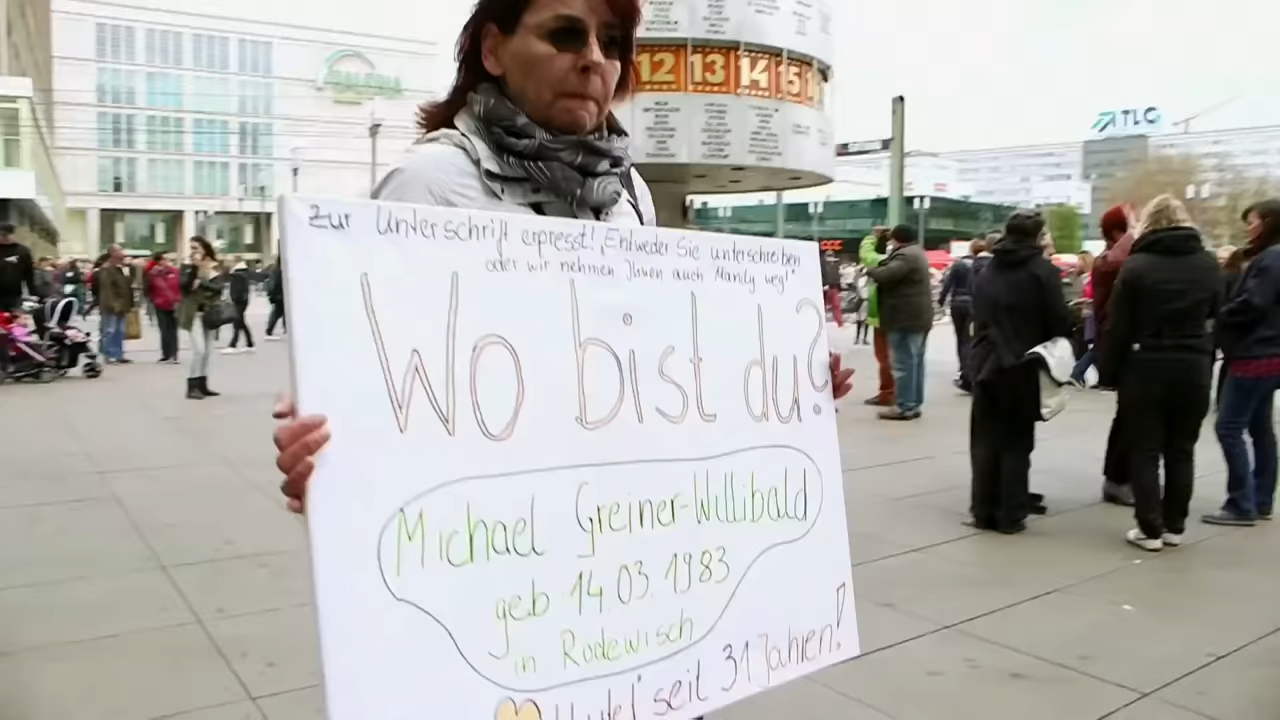 GALERIA
12 13 14 15
TLG
Zur Unterschrift erpresst! „Entweder Sie unterschreiben
oder wir nehmen Ihnen auch Mandy weg!"
Wo bist du?
Michael Greiner-Willibald
geb 14.03.1983
in Rodewisch
seit 31 Jahren!